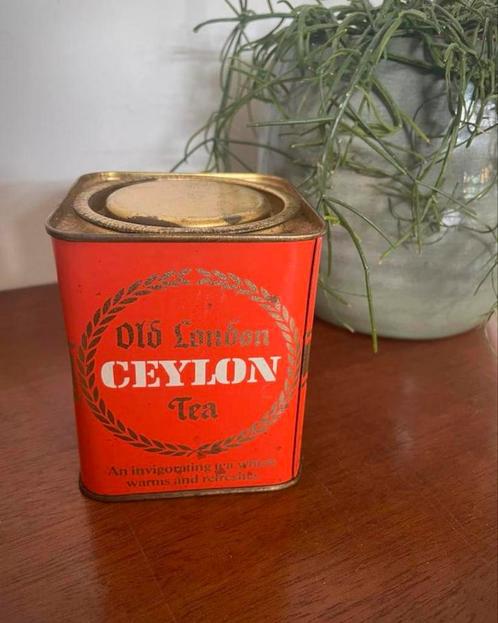 Old London
CEYLON
Tea
An invigorating tea which
warms and refreshes